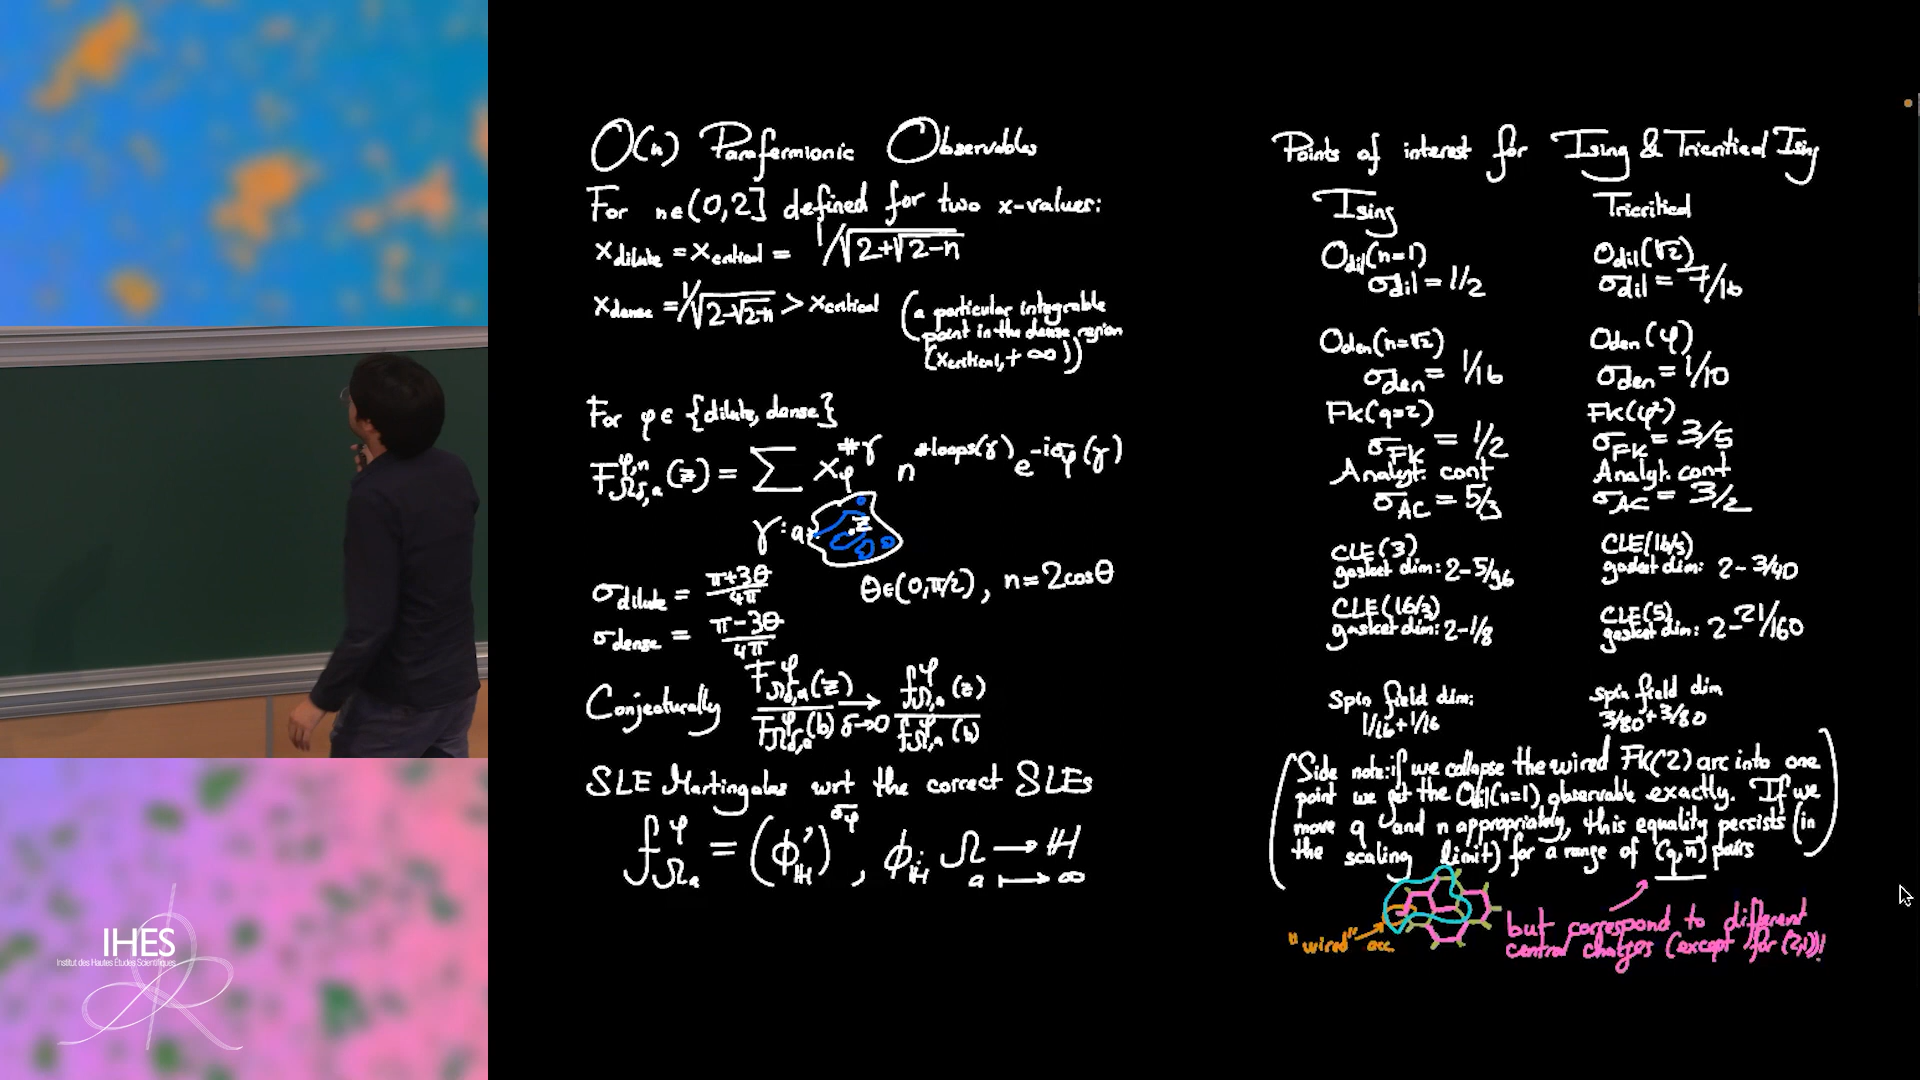 O(n) Parafermionic Observables
For n∈(0,2] defined for two x-values:
x_dilute = x_critical = 1/√(2+√(2-n))
x_dense = 1/√(2-√(2-n)) > x_critical
(a particular integrable
point in the dense region
(x_critical, +∞))
For φ∈{dilute, dense}
F^{φ,n}_{Ω_δ,a}(z) = ∑ x_φ^{#γ} n^{#loops(γ)} e^{-iσ_φ(γ)}
γ: a z
σ_dilute = (π+3θ)/4π
θ∈(0,π/2), n=2cosθ
σ_dense = (π-3θ)/4π
Conjecturally F^φ_{Ω_δ,a}(z)/F^φ_{Ω_δ,a}(b) →_{δ→0} f^φ_{Ω,a}(z)/f^φ_{Ω,a}(b)
SLE Martingales wrt the correct SLEs
f^φ_{Ω,a} = (ϕ'_ℍ)^{σ_φ}, ϕ_ℍ: Ω → ℍ
a ↦ ∞
Points of interest for Ising & Tricritical Ising
Ising
O_dil(n=1)
σ_dil = 1/2
O_den(n=√2)
σ_den = 1/16
FK(q=2)
σ_FK = 1/2
Analyt. cont
σ_AC = 5/3
CLE(3)
gasket dim: 2-5/96
CLE(16/3)
gasket dim: 2-1/8
Spin field dim:
1/16+1/16
Tricritical
O_dil(√2)
σ_dil = 7/16
O_den(φ)
σ_den = 1/10
FK(φ²)
σ_FK = 3/5
Analyt. cont
σ_AC = 3/2
CLE(16/5)
gasket dim: 2-3/40
CLE(5)
gasket dim: 2-21/160
spin field dim
3/80+3/80
(Side note: if we collapse the wired FK(2) arc into one
point we get the O_dil(n=1) observable exactly. If we
move q and n appropriately, this equality persists (in
the scaling limit) for a range of (q,n) pairs)
"wired" arc
but correspond to different
central charges (except for (2,1))!
IHES
Institut des Hautes Études Scientifiques